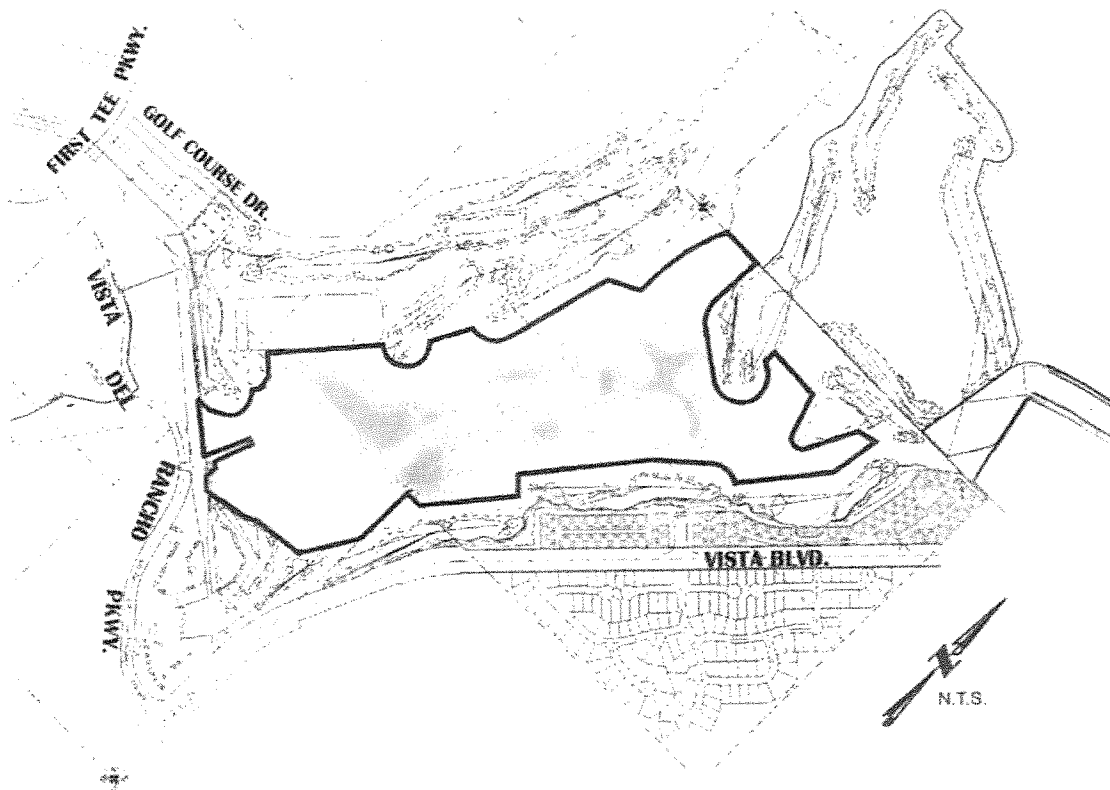 FIRST TEE PKWY.
GOLF COURSE DR.
VISTA
DEL
RANCHO
PKWY.
VISTA BLVD.
N
N.T.S.